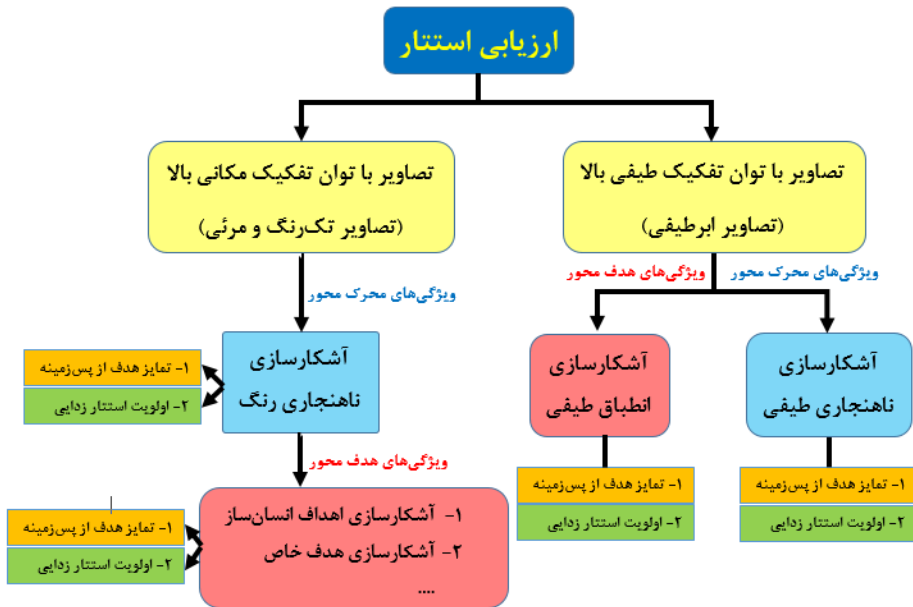 ارزیابی استتار
تصاویر با توان تفکیک طیفی بالا
(تصاویر ابرطیفی)
تصاویر با توان تفکیک مکانی بالا
(تصاویر تک‌رنگ و مرئی)
ویژگی‌های محرک محور
ویژگی‌های هدف محور
ویژگی‌های محرک محور
آشکارسازی
ناهنجاری طیفی
آشکارسازی
انطباق طیفی
آشکارسازی
ناهنجاری رنگ
۱- تمایز هدف از پس‌زمینه
۲- اولویت استتار زدایی
ویژگی‌های هدف محور
۱- تمایز هدف از پس‌زمینه
۲- اولویت استتار زدایی
۱- تمایز هدف از پس‌زمینه
۲- اولویت استتار زدایی
۱- آشکارسازی اهداف انسان‌ساز
۲- آشکارسازی هدف خاص
....
۱- تمایز هدف از پس‌زمینه
۲- اولویت استتار زدایی